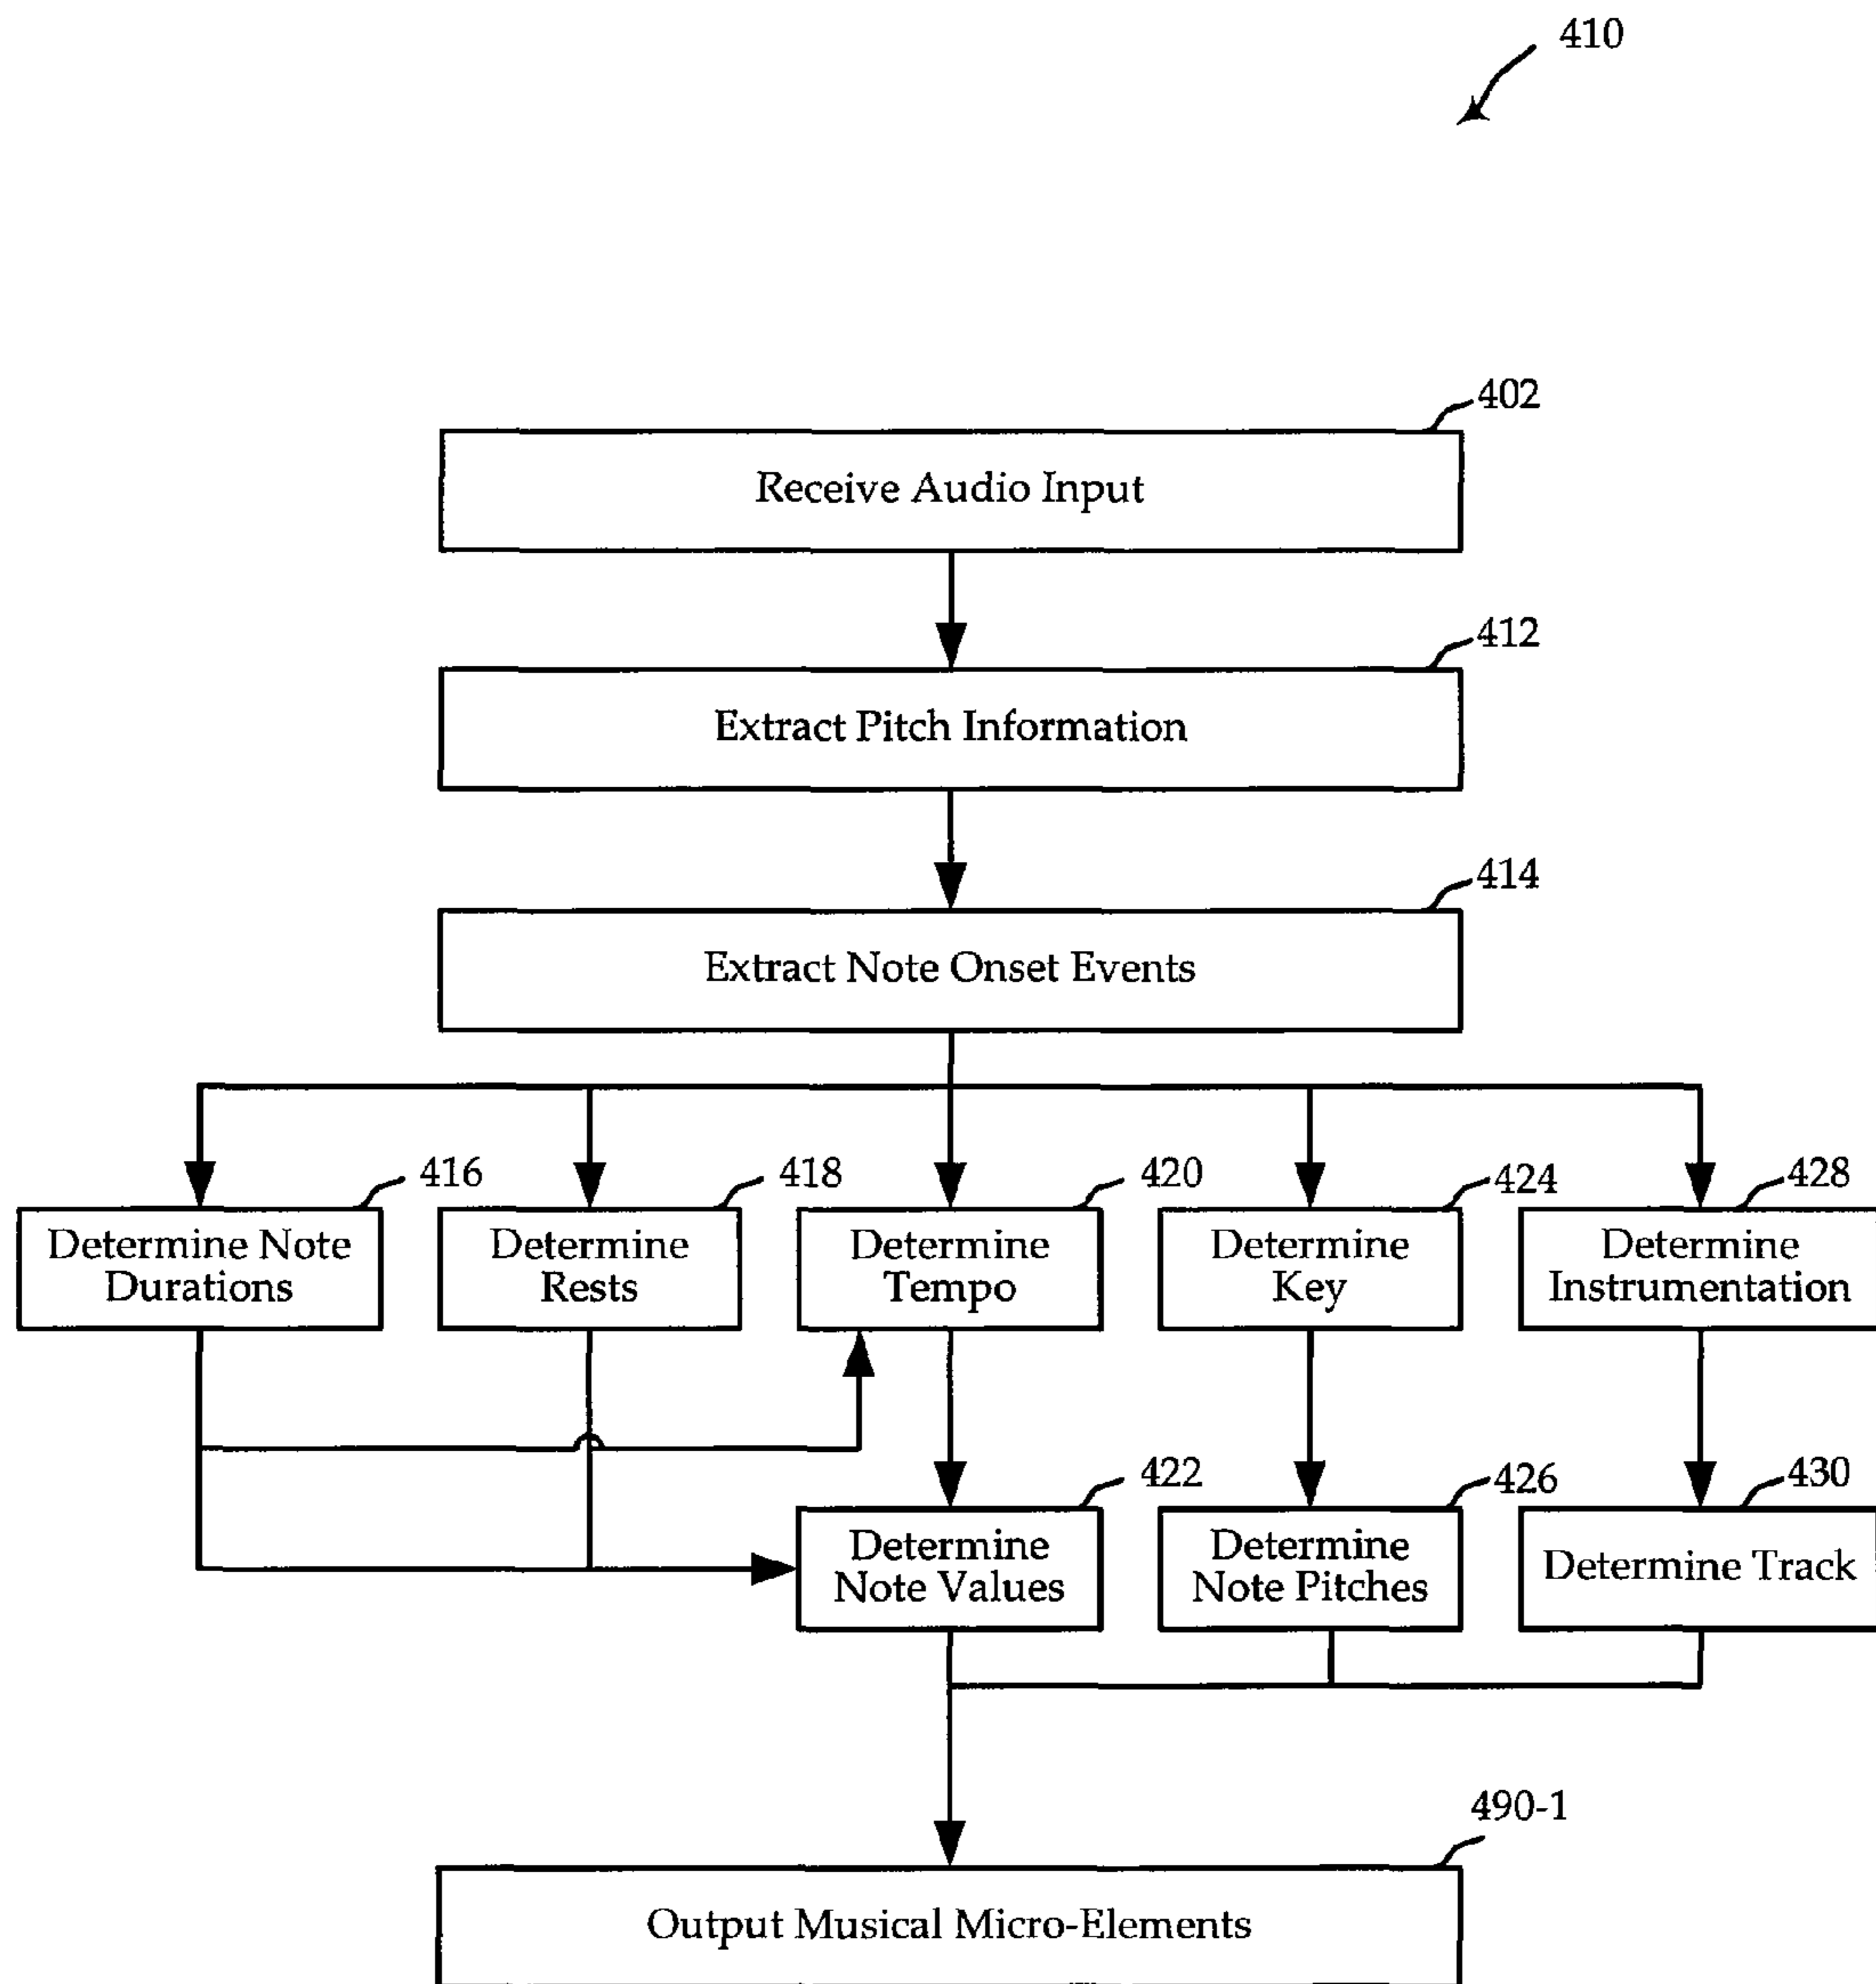 410
402
Receive Audio Input
412
Extract Pitch Information
414
Extract Note Onset Events
416
418
420
424
428
Determine Note
Durations
Determine
Rests
Determine
Tempo
Determine
Key
Determine
Instrumentation
422
426
430
Determine
Note Values
Determine
Note Pitches
Determine Track
490-1
Output Musical Micro-Elements